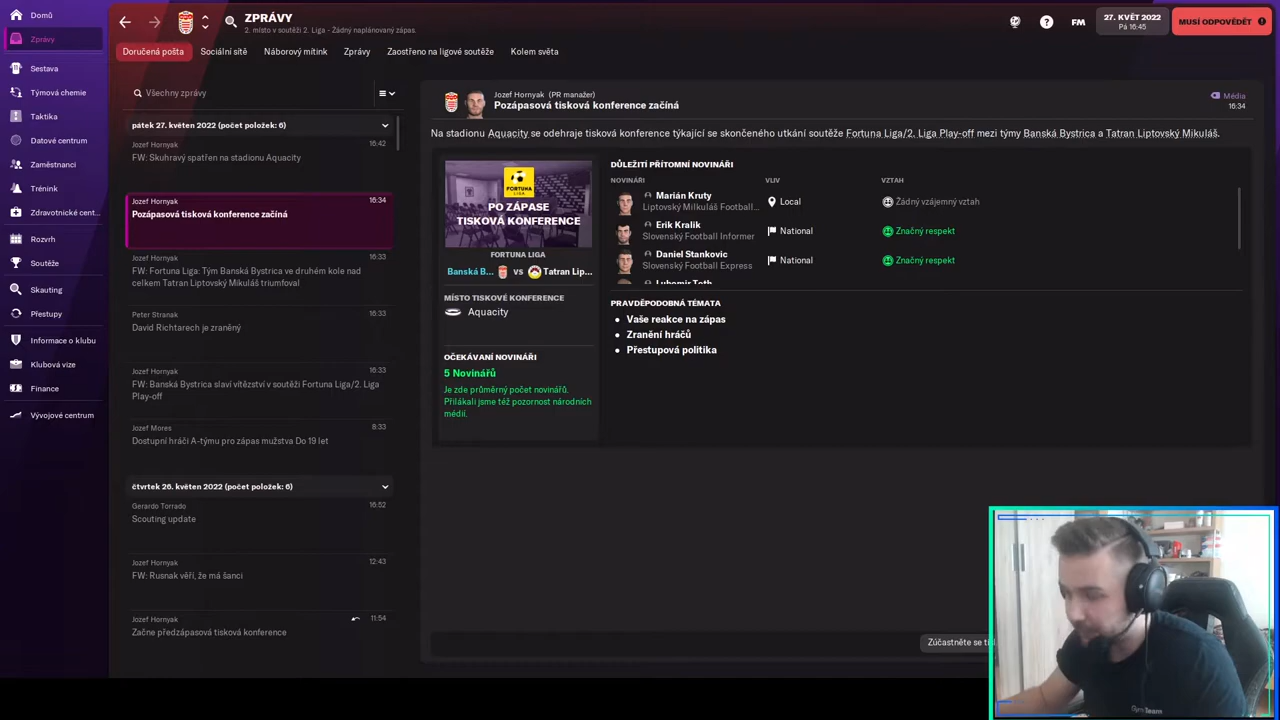 Domů
Zprávy
Sestava
Týmová chemie
Taktika
Datové centrum
Zaměstnanci
Trénink
Zdravotnické cent...
Rozvrh
Soutěže
Skauting
Přestupy
Informace o klubu
Klubová vize
Finance
Vývojové centrum
ZPRÁVY
2. místo v soutěži 2. Liga - Žádný naplánovaný zápas.
FM
27. KVĚT 2022
Pá 16:45
MUSÍ ODPOVĚDĚT
Doručená pošta
Sociální sítě
Náborový mítink
Zprávy
Zaostřeno na ligové soutěže
Kolem světa
Všechny zprávy
pátek 27. květen 2022 (počet položek: 6)
Jozef Hornyak 16:42
FW: Skuhravý spatřen na stadionu Aquacity
Jozef Hornyak 16:34
Pozápasová tisková konference začíná
Jozef Hornyak 16:33
FW: Fortuna Liga: Tým Banská Bystrica ve druhém kole nad
celkem Tatran Liptovský Mikuláš triumfoval
Peter Stranak 16:33
David Richtarech je zraněný
Jozef Hornyak 16:33
FW: Banská Bystrica slaví vítězství v soutěži Fortuna Liga/2. Liga
Play-off
Jozef Mores 8:33
Dostupní hráči A-týmu pro zápas mužstva Do 19 let
čtvrtek 26. květen 2022 (počet položek: 6)
Gerardo Torrado 16:52
Scouting update
Jozef Hornyak 12:43
FW: Rusnak věří, že má šanci
Jozef Hornyak 11:54
Začne předzápasová tisková konference
Jozef Hornyak (PR manažer)
Pozápasová tisková konference začíná
Média
16:34
Na stadionu Aquacity se odehraje tisková konference týkající se skončeného utkání soutěže Fortuna Liga/2. Liga Play-off mezi týmy Banská Bystrica a Tatran Liptovský Mikuláš.
FORTUNA
LIGA
PO ZÁPASE
TISKOVÁ KONFERENCE
FORTUNA LIGA
Banská B... vs Tatran Lip...
MÍSTO TISKOVÉ KONFERENCE
Aquacity
OČEKÁVANÍ NOVINÁŘI
5 Novinářů
Je zde průměrný počet novinářů.
Přilákali jsme též pozornost národních
médií.
DŮLEŽITÍ PŘÍTOMNÍ NOVINÁŘI
NOVINÁŘI VLIV VZTAH
Marián Kruty
Liptovský Milkuláš Football...
Local
Žádný vzájemný vztah
Erik Kralik
Slovenský Football Informer
National
Značný respekt
Daniel Stankovic
Slovenský Football Express
National
Značný respekt
Lubomir Toth
PRAVDĚPODOBNÁ TÉMATA
Vaše reakce na zápas
Zranění hráčů
Přestupová politika
Zúčastněte se